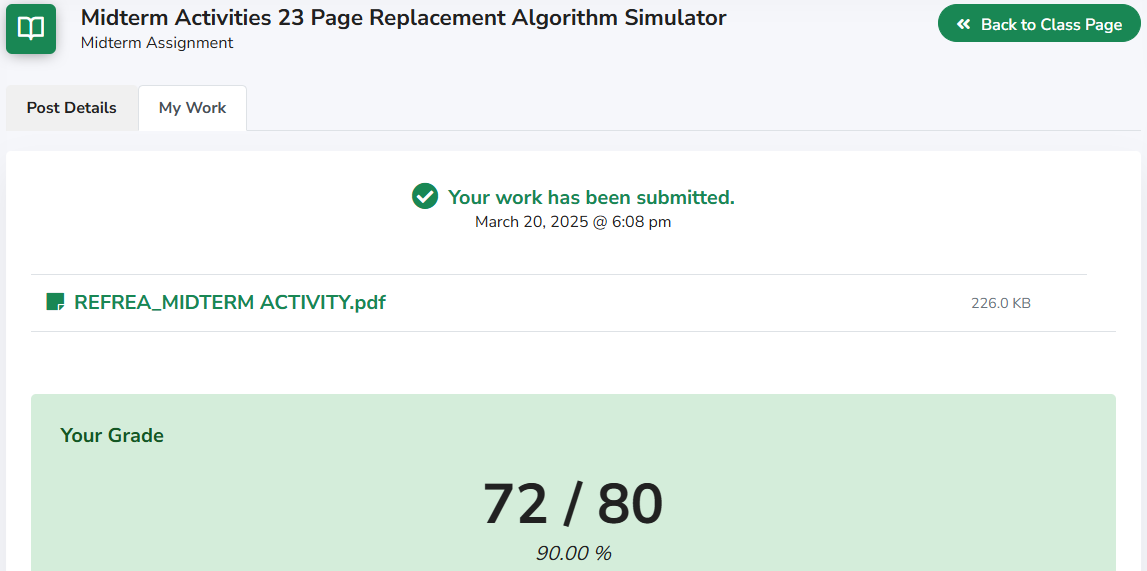 Midterm Activities 23 Page Replacement Algorithm Simulator
Midterm Assignment
Back to Class Page
Post Details
My Work
Your work has been submitted.
March 20, 2025 @ 6:08 pm
REFREA_MIDTERM ACTIVITY.pdf
226.0 KB
Your Grade
72 / 80
90.00 %